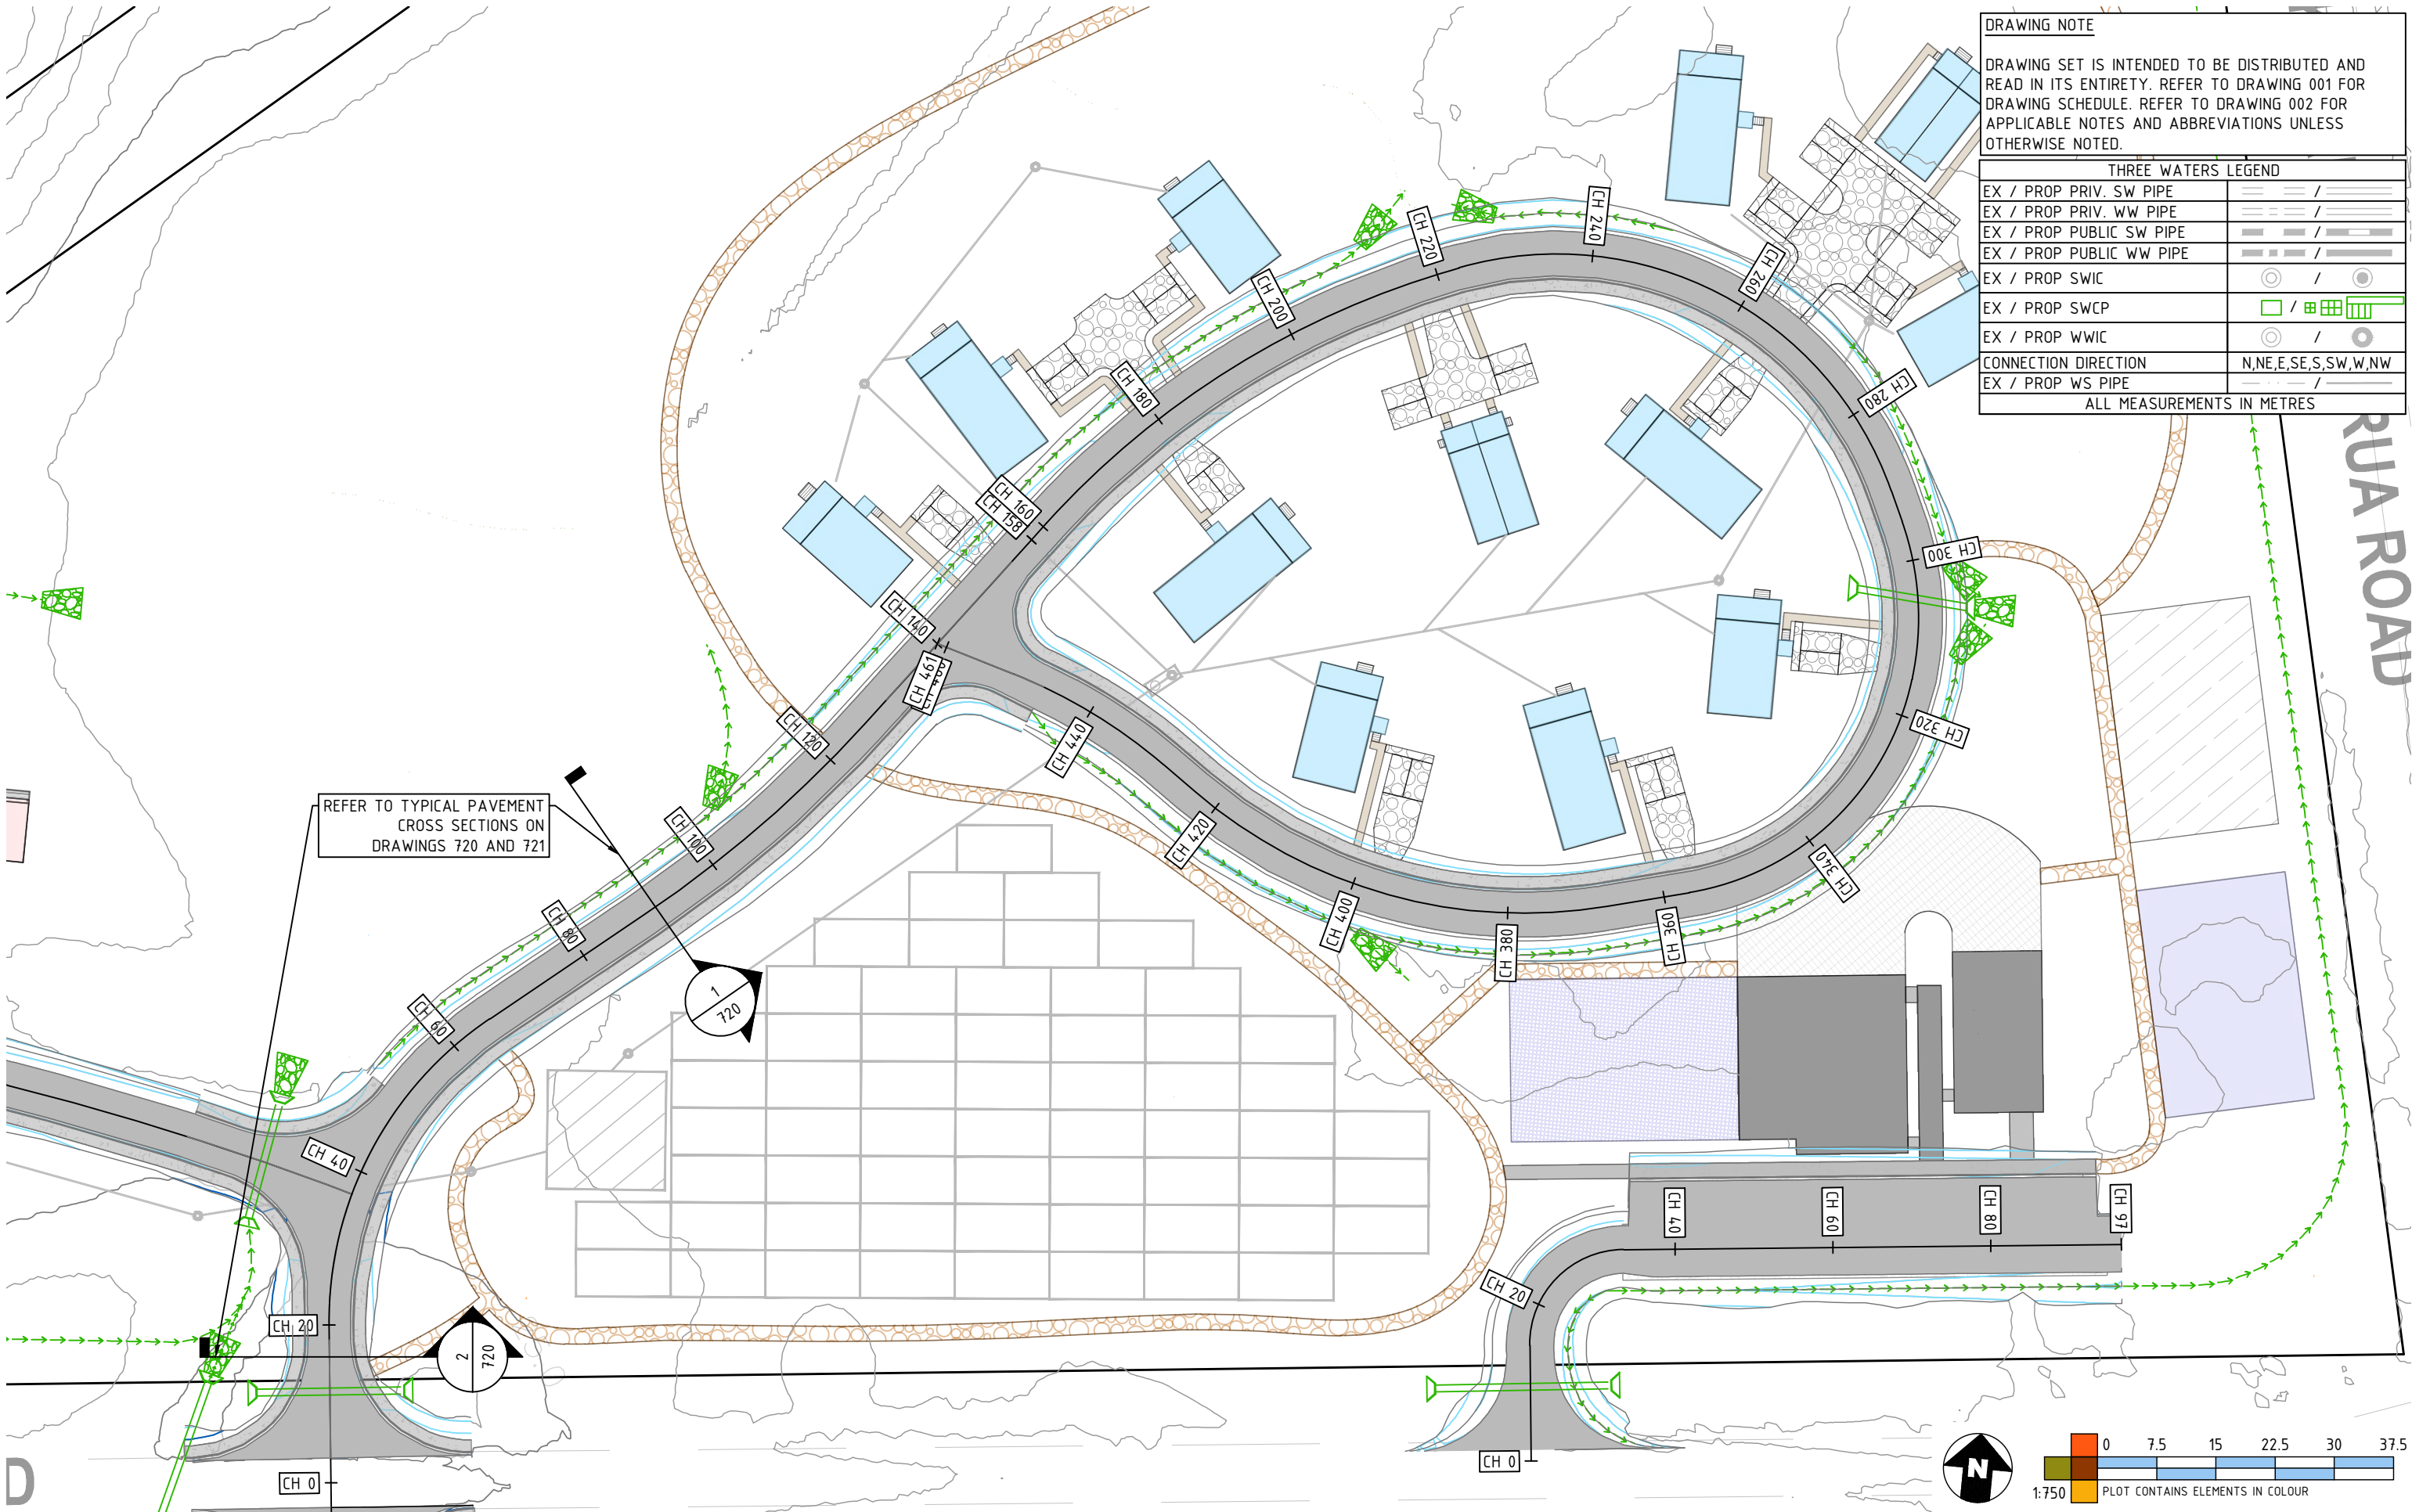 DRAWING NOTE
DRAWING SET IS INTENDED TO BE DISTRIBUTED AND
READ IN ITS ENTIRETY. REFER TO DRAWING 001 FOR
DRAWING SCHEDULE. REFER TO DRAWING 002 FOR
APPLICABLE NOTES AND ABBREVIATIONS UNLESS
OTHERWISE NOTED.
THREE WATERS LEGEND
EX / PROP PRIV. SW PIPE /
EX / PROP PRIV. WW PIPE /
EX / PROP PUBLIC SW PIPE /
EX / PROP PUBLIC WW PIPE /
EX / PROP SWIC /
EX / PROP SWCP /
EX / PROP WWIC /
CONNECTION DIRECTION N,NE,E,SE,S,SW,W,NW
EX / PROP WS PIPE /
ALL MEASUREMENTS IN METRES
RUA ROAD
CH 240
CH 220
CH 260
CH 200
CH 180
CH 280
CH 160
CH 158
CH 300
CH 140
CH 461
CH 120
CH 440
CH 320
REFER TO TYPICAL PAVEMENT
CROSS SECTIONS ON
DRAWINGS 720 AND 721
CH 100
CH 420
CH 340
CH 80
CH 400
CH 380
CH 360
1
720
CH 60
CH 40
CH 20
2
720
CH 0
CH 40
CH 60
CH 80
CH 97
CH 20
CH 0
D
N
0 7.5 15 22.5 30 37.5
1:750 PLOT CONTAINS ELEMENTS IN COLOUR